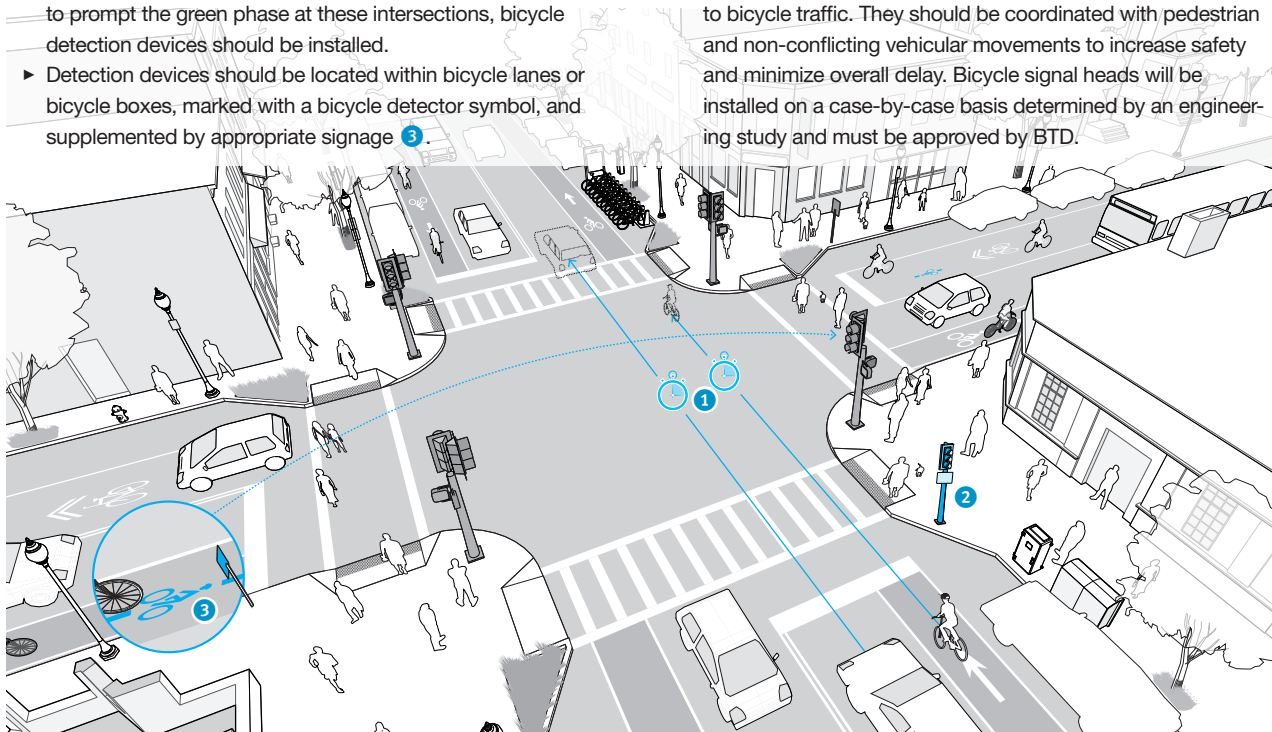 to prompt the green phase at these intersections, bicycle
detection devices should be installed.
► Detection devices should be located within bicycle lanes or
bicycle boxes, marked with a bicycle detector symbol, and
supplemented by appropriate signage 3.
to bicycle traffic. They should be coordinated with pedestrian
and non-conflicting vehicular movements to increase safety
and minimize overall delay. Bicycle signal heads will be
installed on a case-by-case basis determined by an engineer-
ing study and must be approved by BTD.
1
2
3